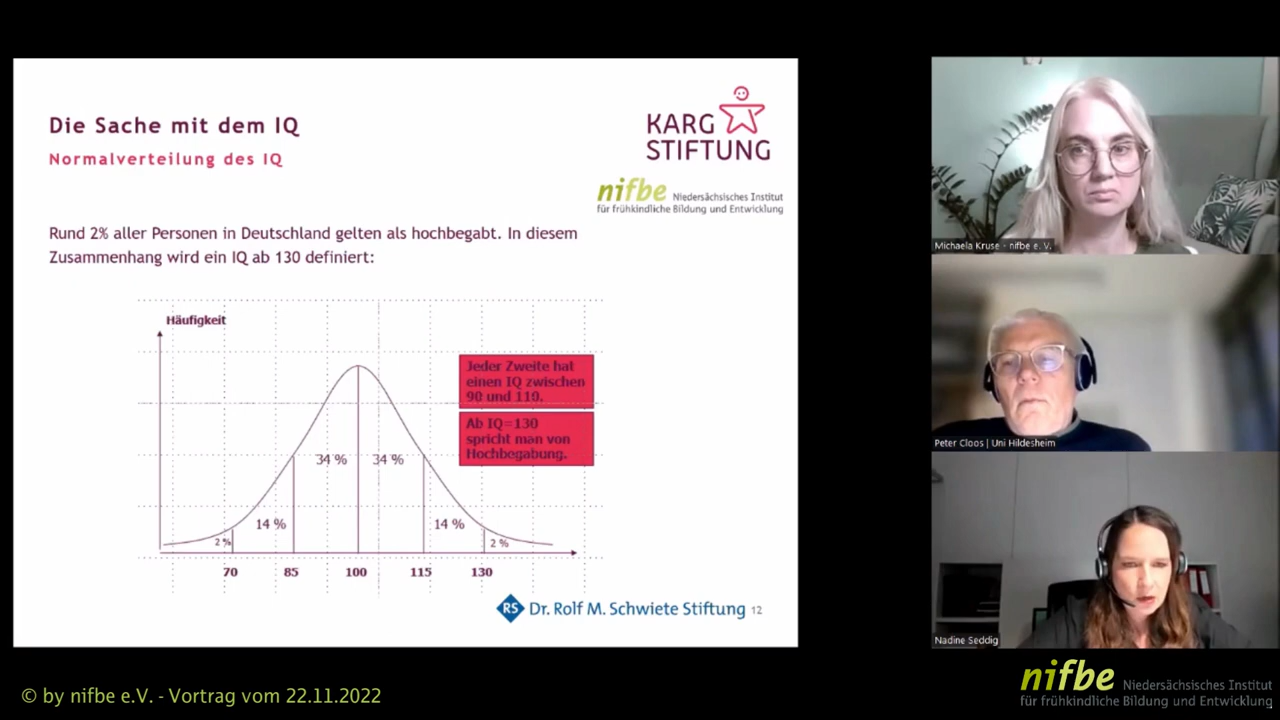 Die Sache mit dem IQ
Normalverteilung des IQ
KARG
STIFTUNG
nifbe Niedersächsisches Institut
für frühkindliche Bildung und Entwicklung
Rund 2% aller Personen in Deutschland gelten als hochbegabt. In diesem
Zusammenhang wird ein IQ ab 130 definiert:
Häufigkeit
Jeder Zweite hat
einen IQ zwischen
90 und 110.
Ab IQ=130
spricht man von
Hochbegabung.
34 % 34 %
14 % 14 %
2 % 2 %
70 85 100 115 130
RS Dr. Rolf M. Schwiete Stiftung 12
Michaela Kruse - nifbe e. V.
Peter Cloos | Uni Hildesheim
Nadine Seddig
© by nifbe e.V. - Vortrag vom 22.11.2022
nifbe Niedersächsisches Institut
für frühkindliche Bildung und Entwicklung